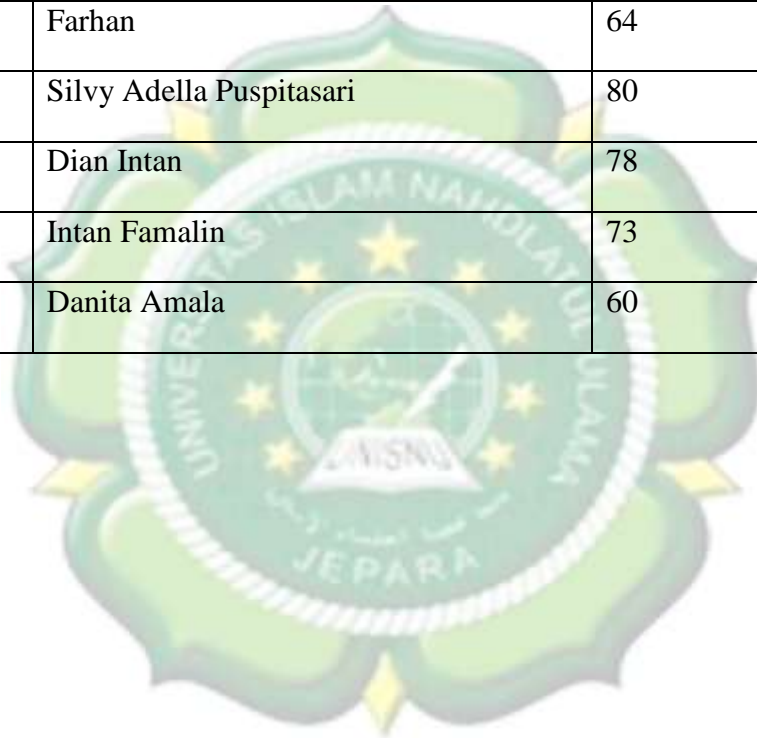 Farhan 64
Silvy Adella Puspitasari 80
Dian Intan 78
Intan Famalin 73
Danita Amala 60
UNIVERSITAS ISLAM NAHDLATUL ULAMA
UNISNU
JEPARA